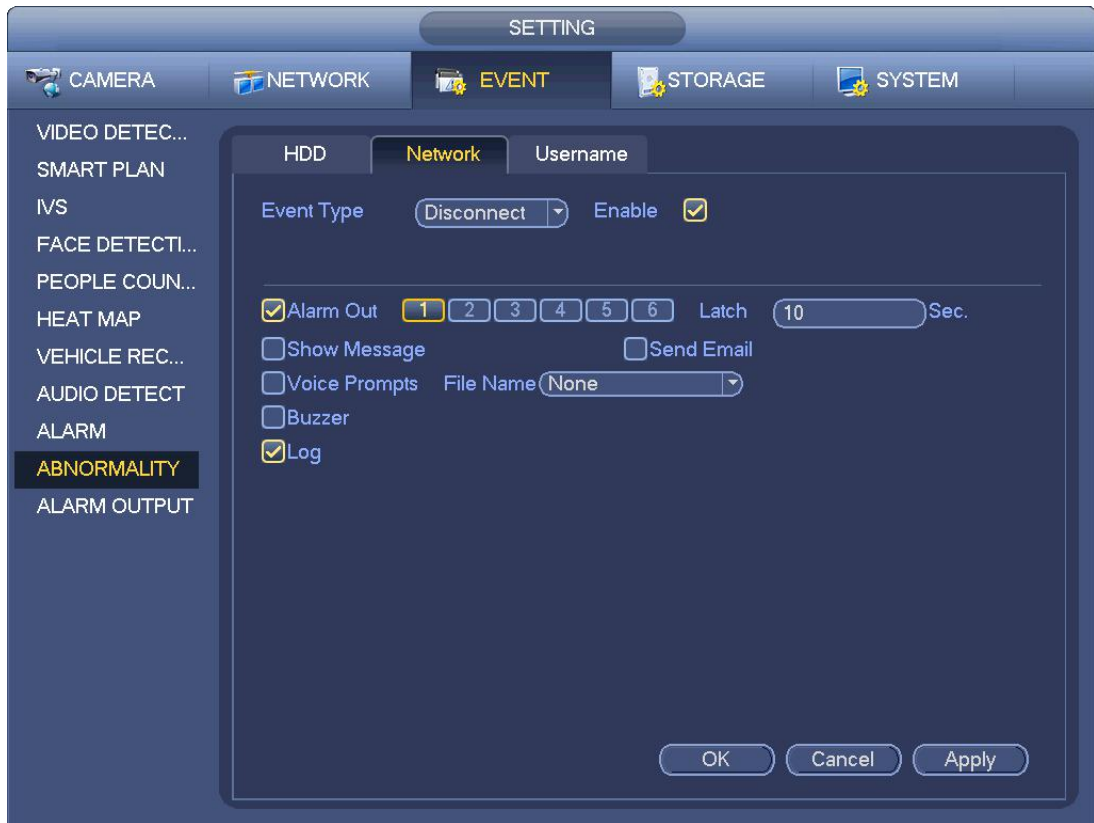 SETTING
CAMERA NETWORK EVENT STORAGE SYSTEM
VIDEO DETEC...
SMART PLAN
IVS
FACE DETECTI...
PEOPLE COUN...
HEAT MAP
VEHICLE REC...
AUDIO DETECT
ALARM
ABNORMALITY
ALARM OUTPUT
HDD Network Username
Event Type Disconnect Enable
Alarm Out 1 2 3 4 5 6 Latch 10 Sec.
Show Message Send Email
Voice Prompts File Name None
Buzzer
Log
OK Cancel Apply